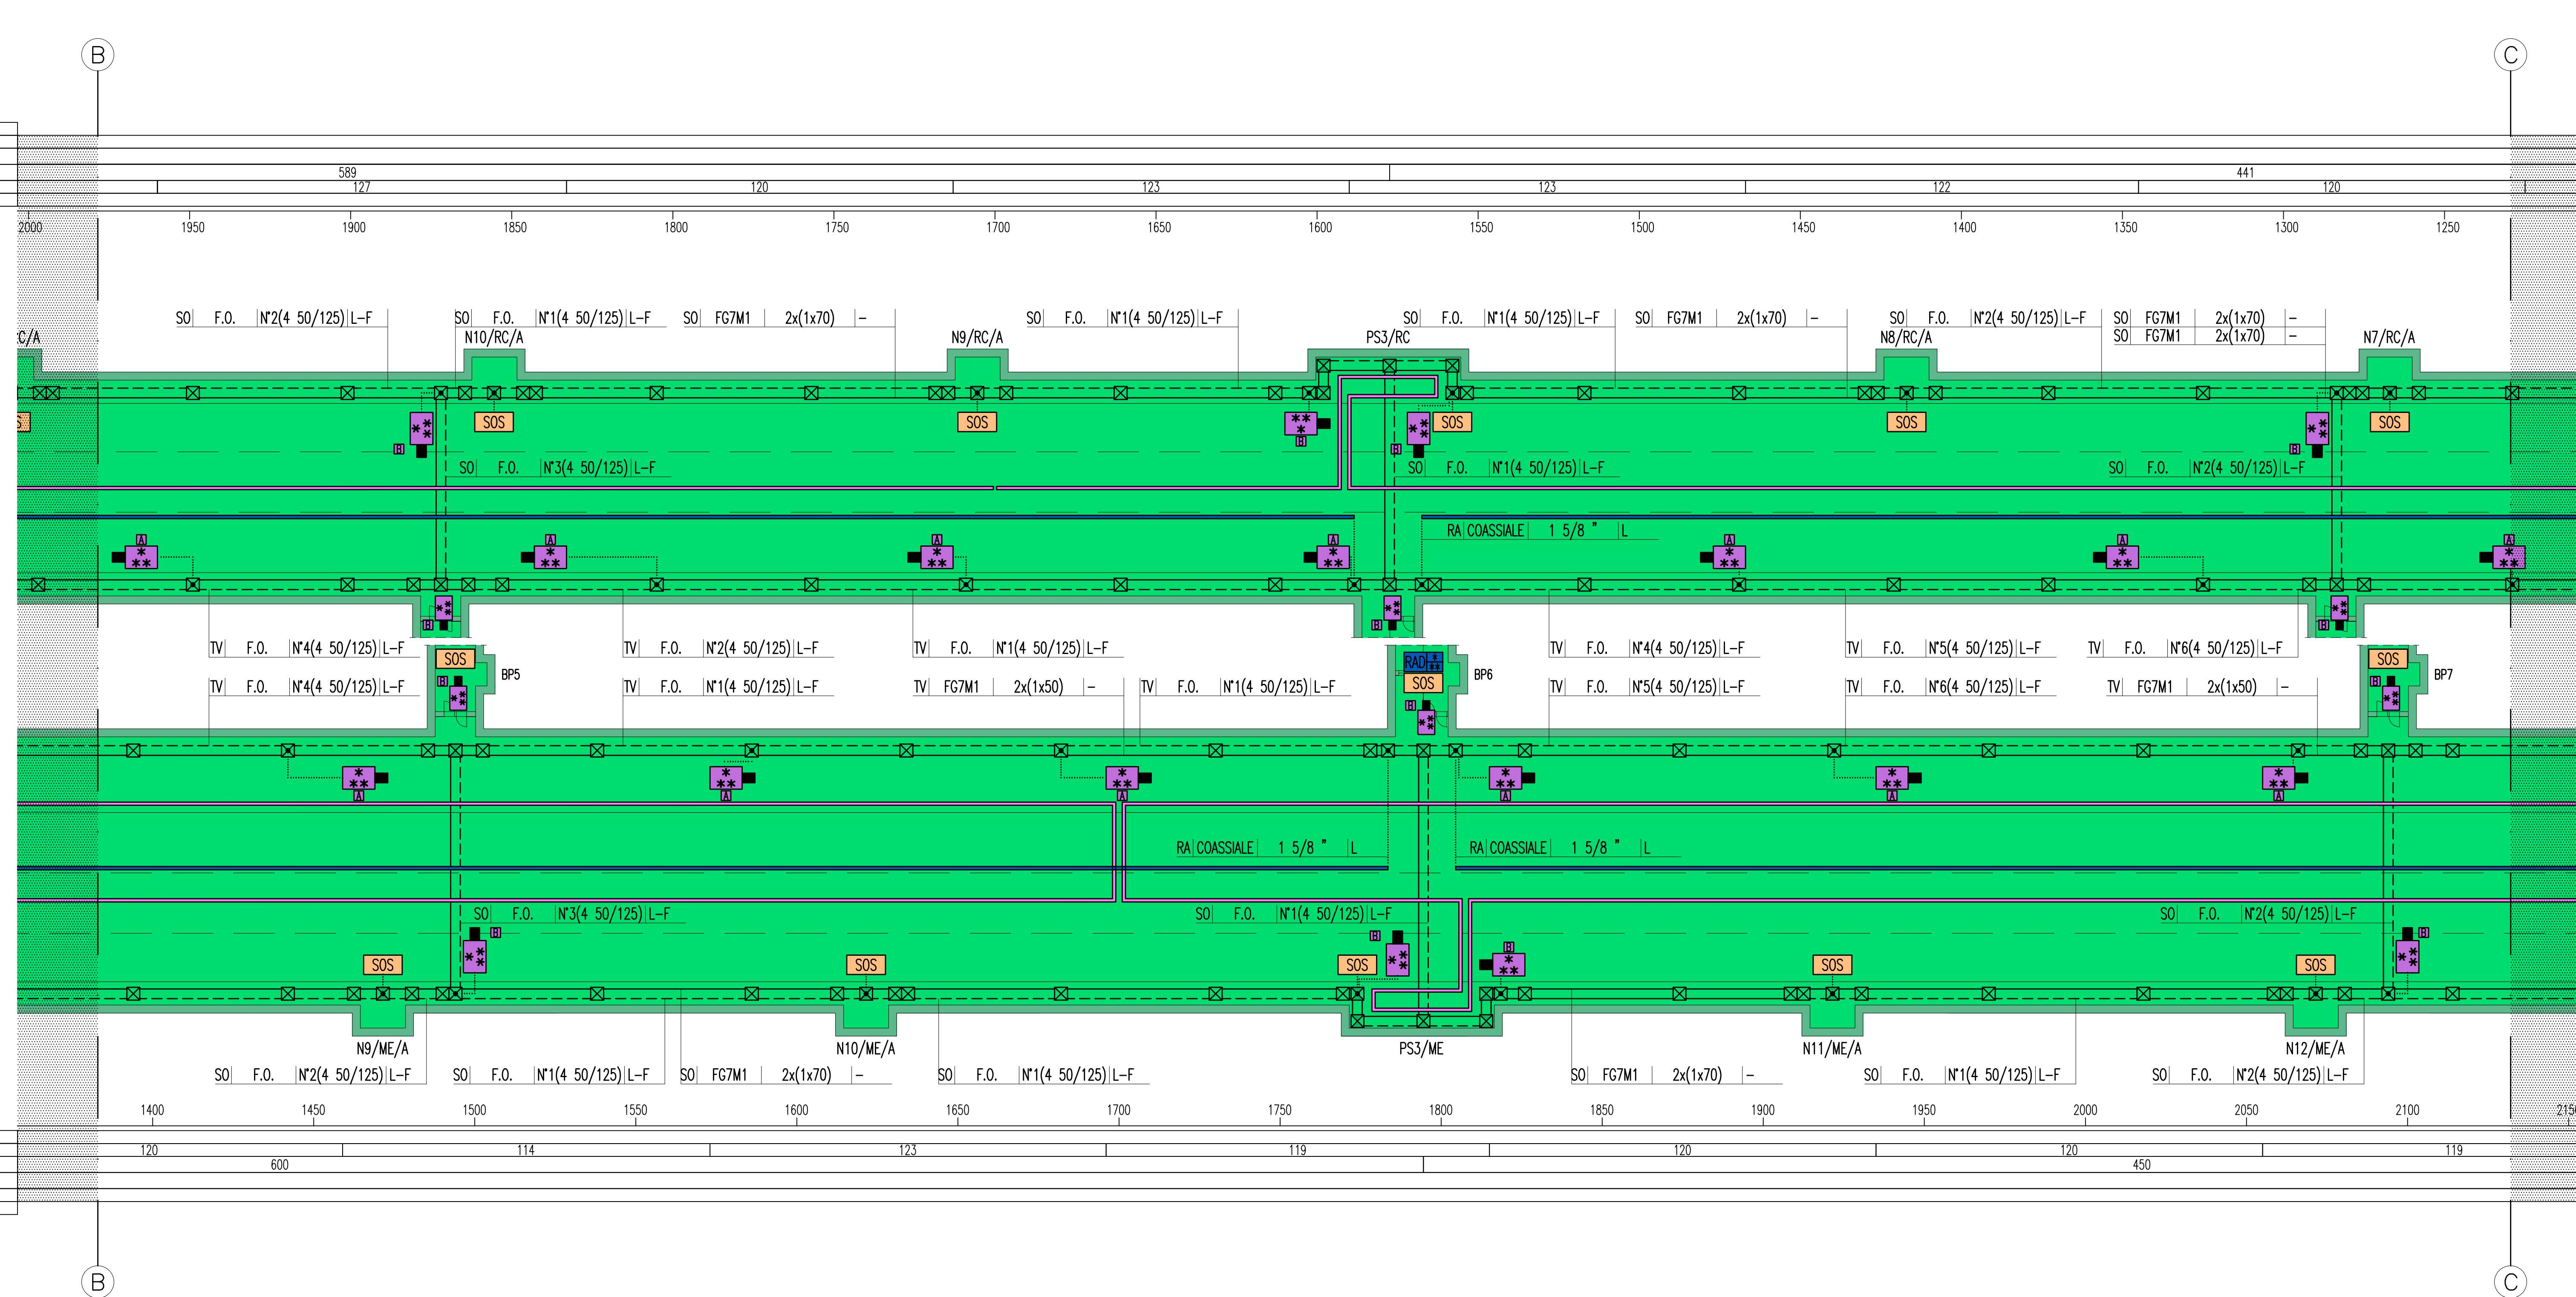 B C
589 441
127 120 123 123 122 120
2000 1950 1900 1850 1800 1750 1700 1650 1600 1550 1500 1450 1400 1350 1300 1250
SO F.O. N°2(4 50/125) L-F SO F.O. N°1(4 50/125) L-F SO FG7M1 2x(1x70) - SO F.O. N°1(4 50/125) L-F SO F.O. N°1(4 50/125) L-F SO FG7M1 2x(1x70) - SO F.O. N°2(4 50/125) L-F SO FG7M1 2x(1x70) -
SO FG7M1 2x(1x70) -
C/A N10/RC/A N9/RC/A PS3/RC N8/RC/A N7/RC/A
S SOS SOS ** SOS SOS SOS
* ** * * ** * **
B B B B
SO F.O. N°3(4 50/125) L-F SO F.O. N°1(4 50/125) L-F SO F.O. N°2(4 50/125) L-F
RA COASSIALE 1 5/8 " L
A A A A A A A
* * * * * * *
** ** ** ** ** ** **
* ** * ** * **
B B B
TV F.O. N°4(4 50/125) L-F TV F.O. N°2(4 50/125) L-F TV F.O. N°1(4 50/125) L-F TV F.O. N°4(4 50/125) L-F TV F.O. N°5(4 50/125) L-F TV F.O. N°6(4 50/125) L-F
SOS RAD * ** SOS
BP5 BP6 BP7
TV F.O. N°4(4 50/125) L-F TV F.O. N°1(4 50/125) L-F TV FG7M1 2x(1x50) - TV F.O. N°1(4 50/125) L-F SOS TV F.O. N°5(4 50/125) L-F TV F.O. N°6(4 50/125) L-F TV FG7M1 2x(1x50) -
B * ** B * ** B * **
* * * * * *
** ** ** ** ** **
A A A A A A
RA COASSIALE 1 5/8 " L RA COASSIALE 1 5/8 " L
SO F.O. N°3(4 50/125) L-F SO F.O. N°1(4 50/125) L-F SO F.O. N°2(4 50/125) L-F
B B B B
* ** * ** * ** * **
SOS SOS SOS SOS SOS
N9/ME/A N10/ME/A PS3/ME N11/ME/A N12/ME/A
SO F.O. N°2(4 50/125) L-F SO F.O. N°1(4 50/125) L-F SO FG7M1 2x(1x70) - SO F.O. N°1(4 50/125) L-F SO FG7M1 2x(1x70) - SO F.O. N°1(4 50/125) L-F SO F.O. N°2(4 50/125) L-F
1400 1450 1500 1550 1600 1650 1700 1750 1800 1850 1900 1950 2000 2050 2100 215
120 114 123 119 120 120 119
600 450
B C